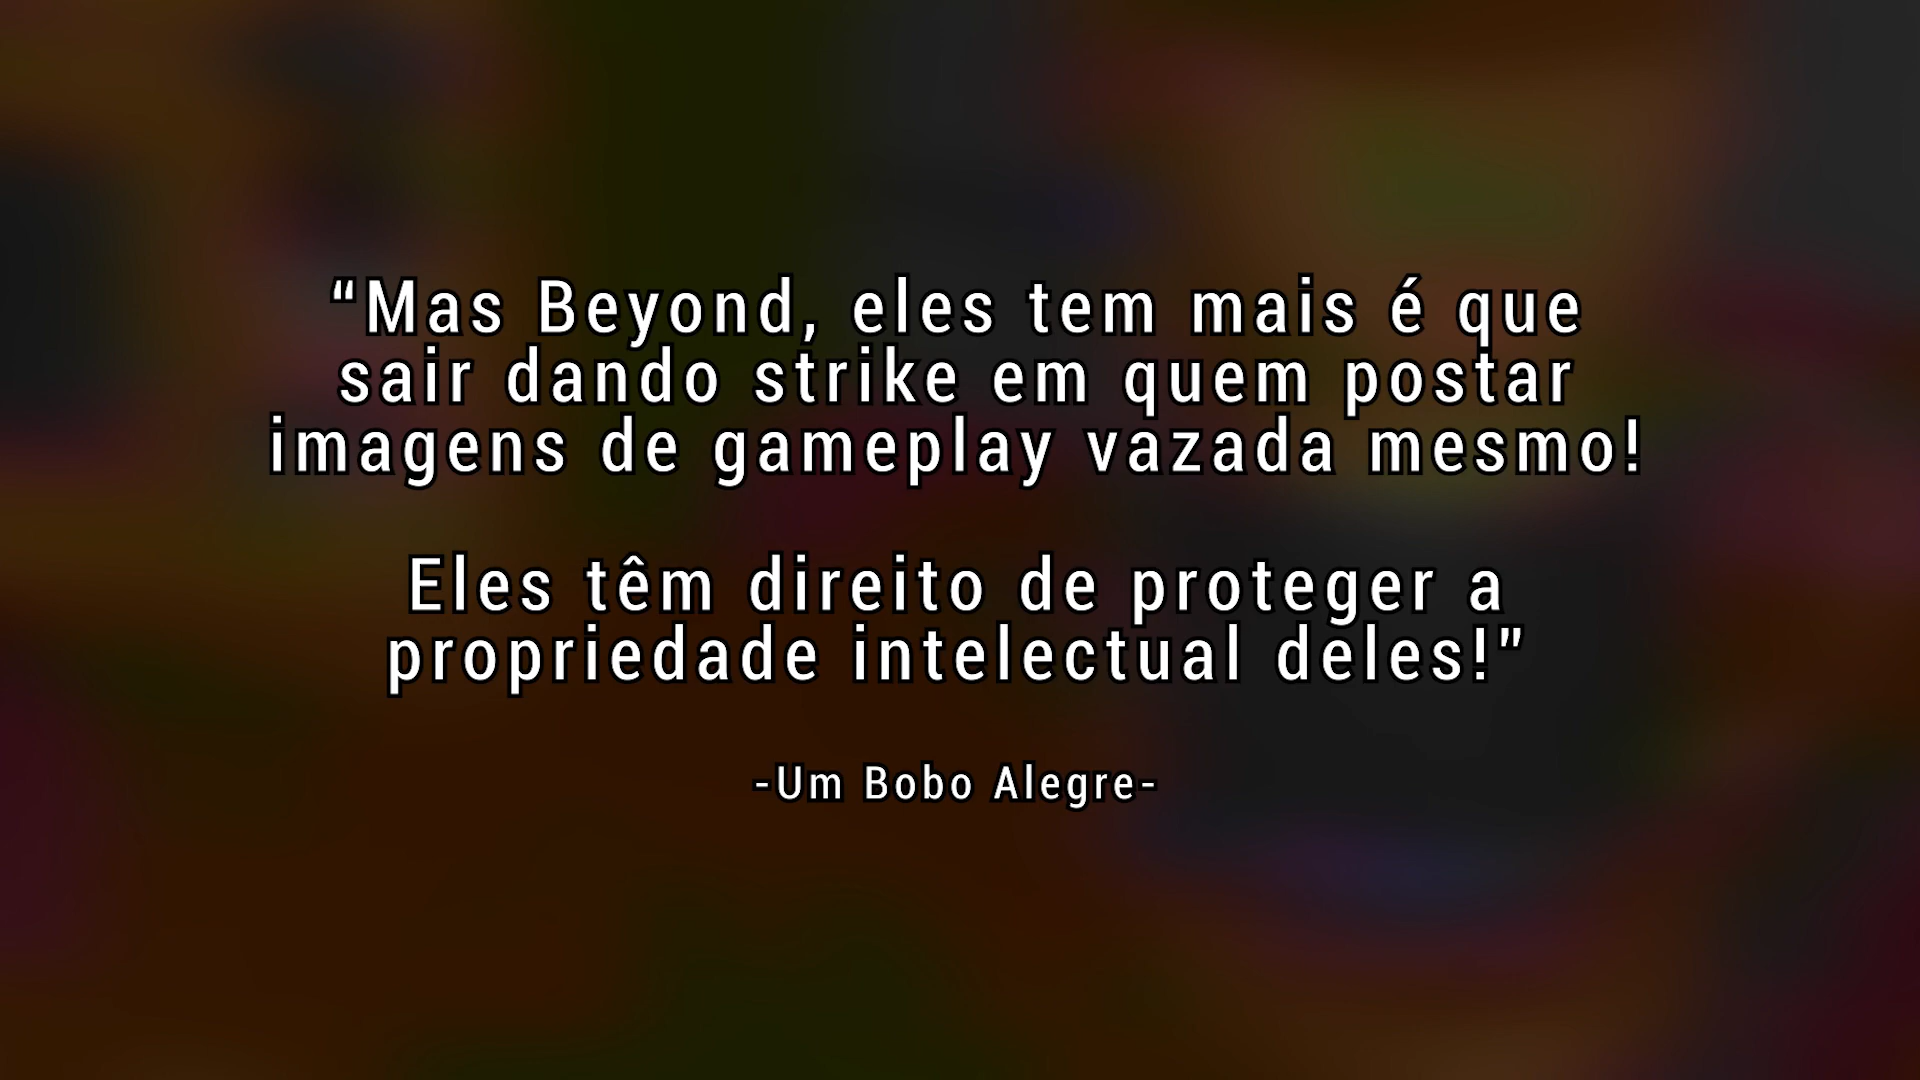 “Mas Beyond, eles tem mais é que
sair dando strike em quem postar
imagens de gameplay vazada mesmo!
Eles têm direito de proteger a
propriedade intelectual deles!”
-Um Bobo Alegre-